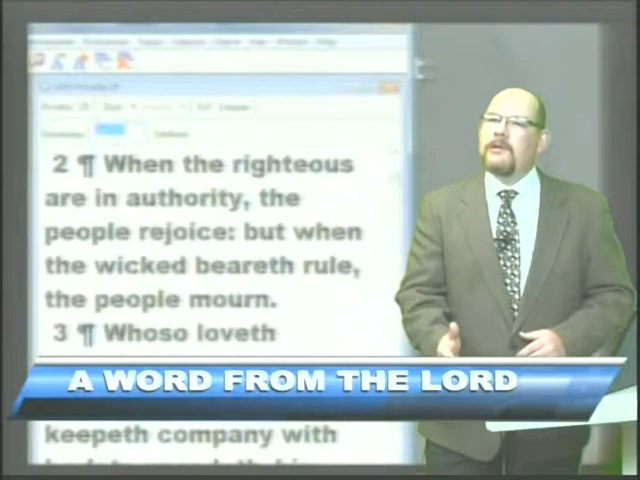 2 ¶ When the righteous
are in authority, the
people rejoice: but when
the wicked beareth rule,
the people mourn.
3 ¶ Whoso loveth
A WORD FROM THE LORD
keepeth company with